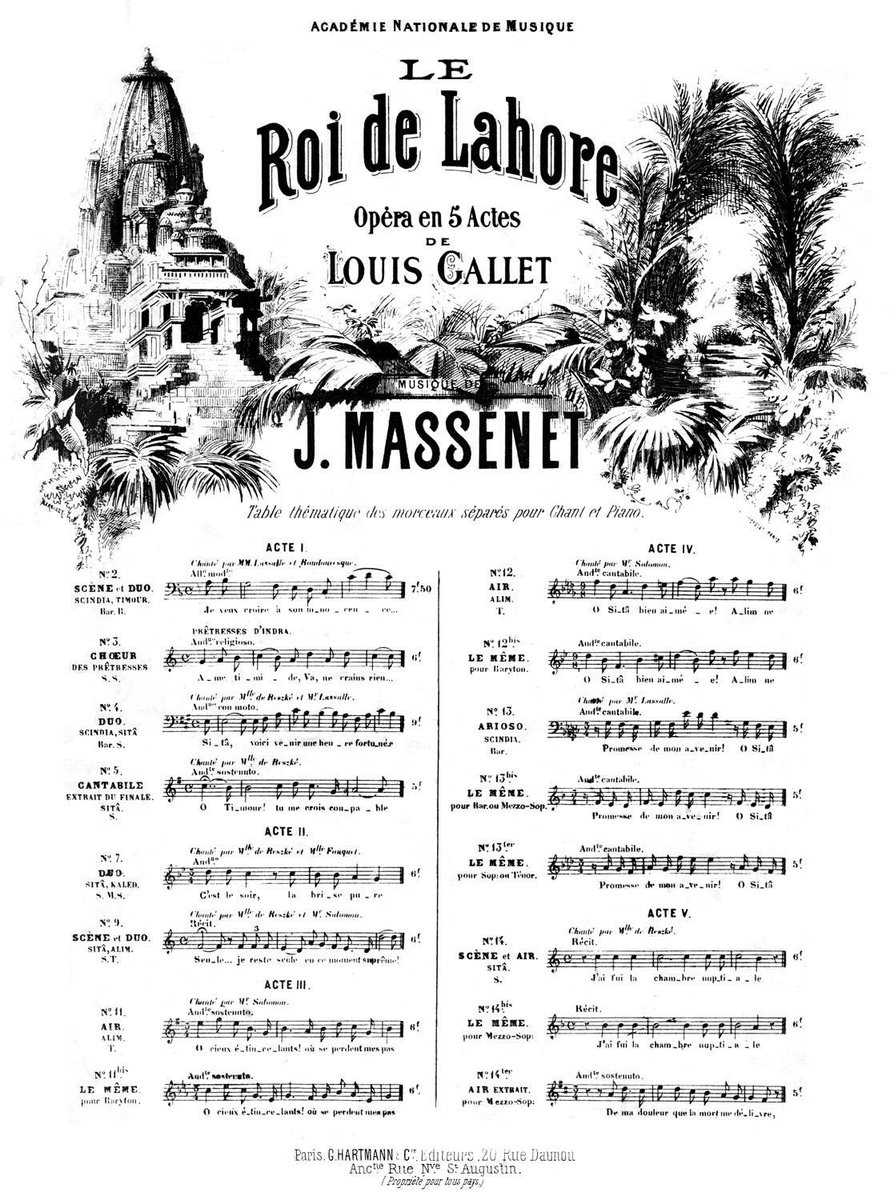 ACADÉMIE NATIONALE DE MUSIQUE
LE
Roi de Lahore
Opéra en 5 Actes
DE
LOUIS GALLET
MUSIQUE DE
J. MASSENET
Table thématique des morceaux séparés pour Chant et Piano.
ACTE I.
Nº 2.
SCÈNE et DUO.
SCINDIA, TIMOUR.
Bar. B.
Chanté par MM. Lassalle et Boudouresque.
All.º mod.to
Je veux croire à son in_no_cen_ce...
7f.50
Nº 3.
CHŒUR
DES PRÊTRESSES
S. S.
PRÊTRESSES D'INDRA.
And.no religioso.
A_me ti_mi_de, Va, ne crains rien...
6f
Nº 4.
DUO.
SCINDIA, SITÂ
Bar. S.
Chanté par Mlle de Reszké et Mr. Lassalle.
And.no con moto.
Si_tâ, voici ve_nir une heu_re fortu_née
9f
Nº 5.
CANTABILE
EXTRAIT DU FINALE.
SITÂ.
S.
Chanté par Mlle de Reszké.
And.te sostenuto.
O Ti_mour! tu me crois cou_pa_ble
5f
ACTE II.
Nº 7.
DUO.
SITÂ, KALED.
S. M.S.
Chanté par Mlle de Reszké et Mlle Fouquet.
And.no
C'est le soir, la bri_se pu_re
6f
Nº 9.
SCÈNE et DUO.
SITÂ, ALIM.
S. T.
Chanté par Mlle de Reszké et Mr. Salomon.
Récit.
3
Seu_le... je reste seule en ce moment suprême!
6f
ACTE III.
Nº 11.
AIR.
ALIM.
T.
Chanté par Mr. Salomon.
And.te sostenuto.
O cieux é_tin_ce_lants! où se perdent mes pas
6f
Nº 11bis
LE MÊME.
pour Baryton.
And.te sostenuto.
O cieux é_tin_ce_lants! où se perdent mes pas
6f
ACTE IV.
Nº 12.
AIR.
ALIM.
T.
Chanté par Mr. Salomon.
And.te cantabile.
O Si_tâ bien ai_mé_e! A_lim ne
6f
Nº 12bis
LE MÊME.
pour Baryton.
And.te cantabile.
O Si_tâ bien ai_mé_e! A_lim ne
6f
Nº 13.
ARIOSO.
SCINDIA.
Bar.
Chanté par Mr. Lassalle.
And.te cantabile.
Promesse de mon a_ve_nir! O Si_tâ
5f
Nº 13bis
LE MÊME.
pour Bar. ou Mezzo-Sop.
And.te cantabile.
Promesse de mon a_ve_nir! O Si_tâ
5f
Nº 13ter
LE MÊME.
pour Sop: ou Ténor.
And.te cantabile.
Promesse de mon a_ve_nir! O Si_tâ
5f
ACTE V.
Nº 14.
SCÈNE et AIR.
SITÂ.
S.
Chanté par Mlle de Reszké.
Récit.
J'ai fui la cham_bre nup_ti_a_le
6f
Nº 14bis
LE MÊME.
pour Mezzo-Sop:
Récit.
J'ai fui la cham_bre nup_ti_a_le
6f
Nº 14ter
AIR EXTRAIT.
pour Mezzo-Sop:
And.te sostenuto.
De ma douleur que la mort me dé_li_vre,
5f
Paris. G. HARTMANN & Cie, Editeurs. 20, Rue Daunou
Ancne Rue Nve St Augustin.
(Propriété pour tous pays.)